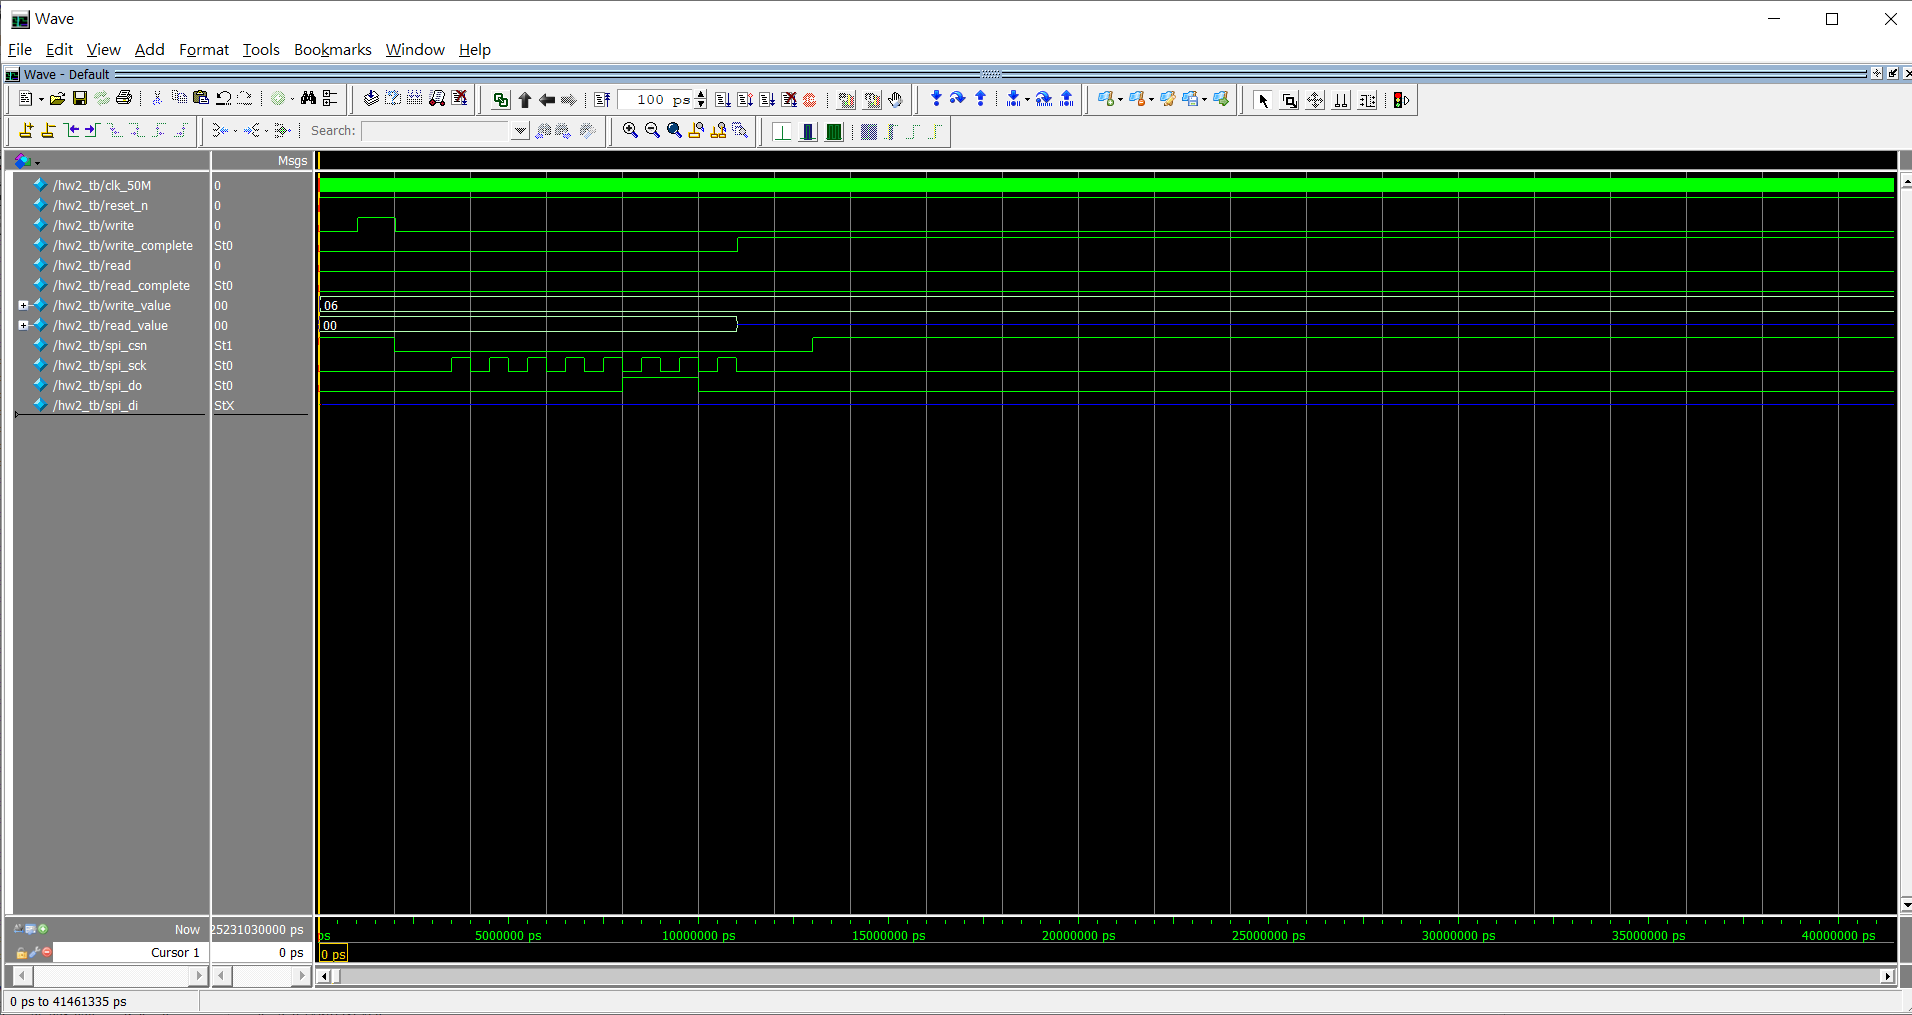 Wave
File Edit View Add Format Tools Bookmarks Window Help
Wave - Default
100 ps
Search:
Msgs
/hw2_tb/clk_50M 0
/hw2_tb/reset_n 0
/hw2_tb/write 0
/hw2_tb/write_complete St0
/hw2_tb/read 0
/hw2_tb/read_complete St0
/hw2_tb/write_value 00 06
/hw2_tb/read_value 00 00
/hw2_tb/spi_csn St1
/hw2_tb/spi_sck St0
/hw2_tb/spi_do St0
/hw2_tb/spi_di StX
Now 25231030000 ps ps 5000000 ps 10000000 ps 15000000 ps 20000000 ps 25000000 ps 30000000 ps 35000000 ps 40000000 ps
Cursor 1 0 ps 0 ps
0 ps to 41461335 ps